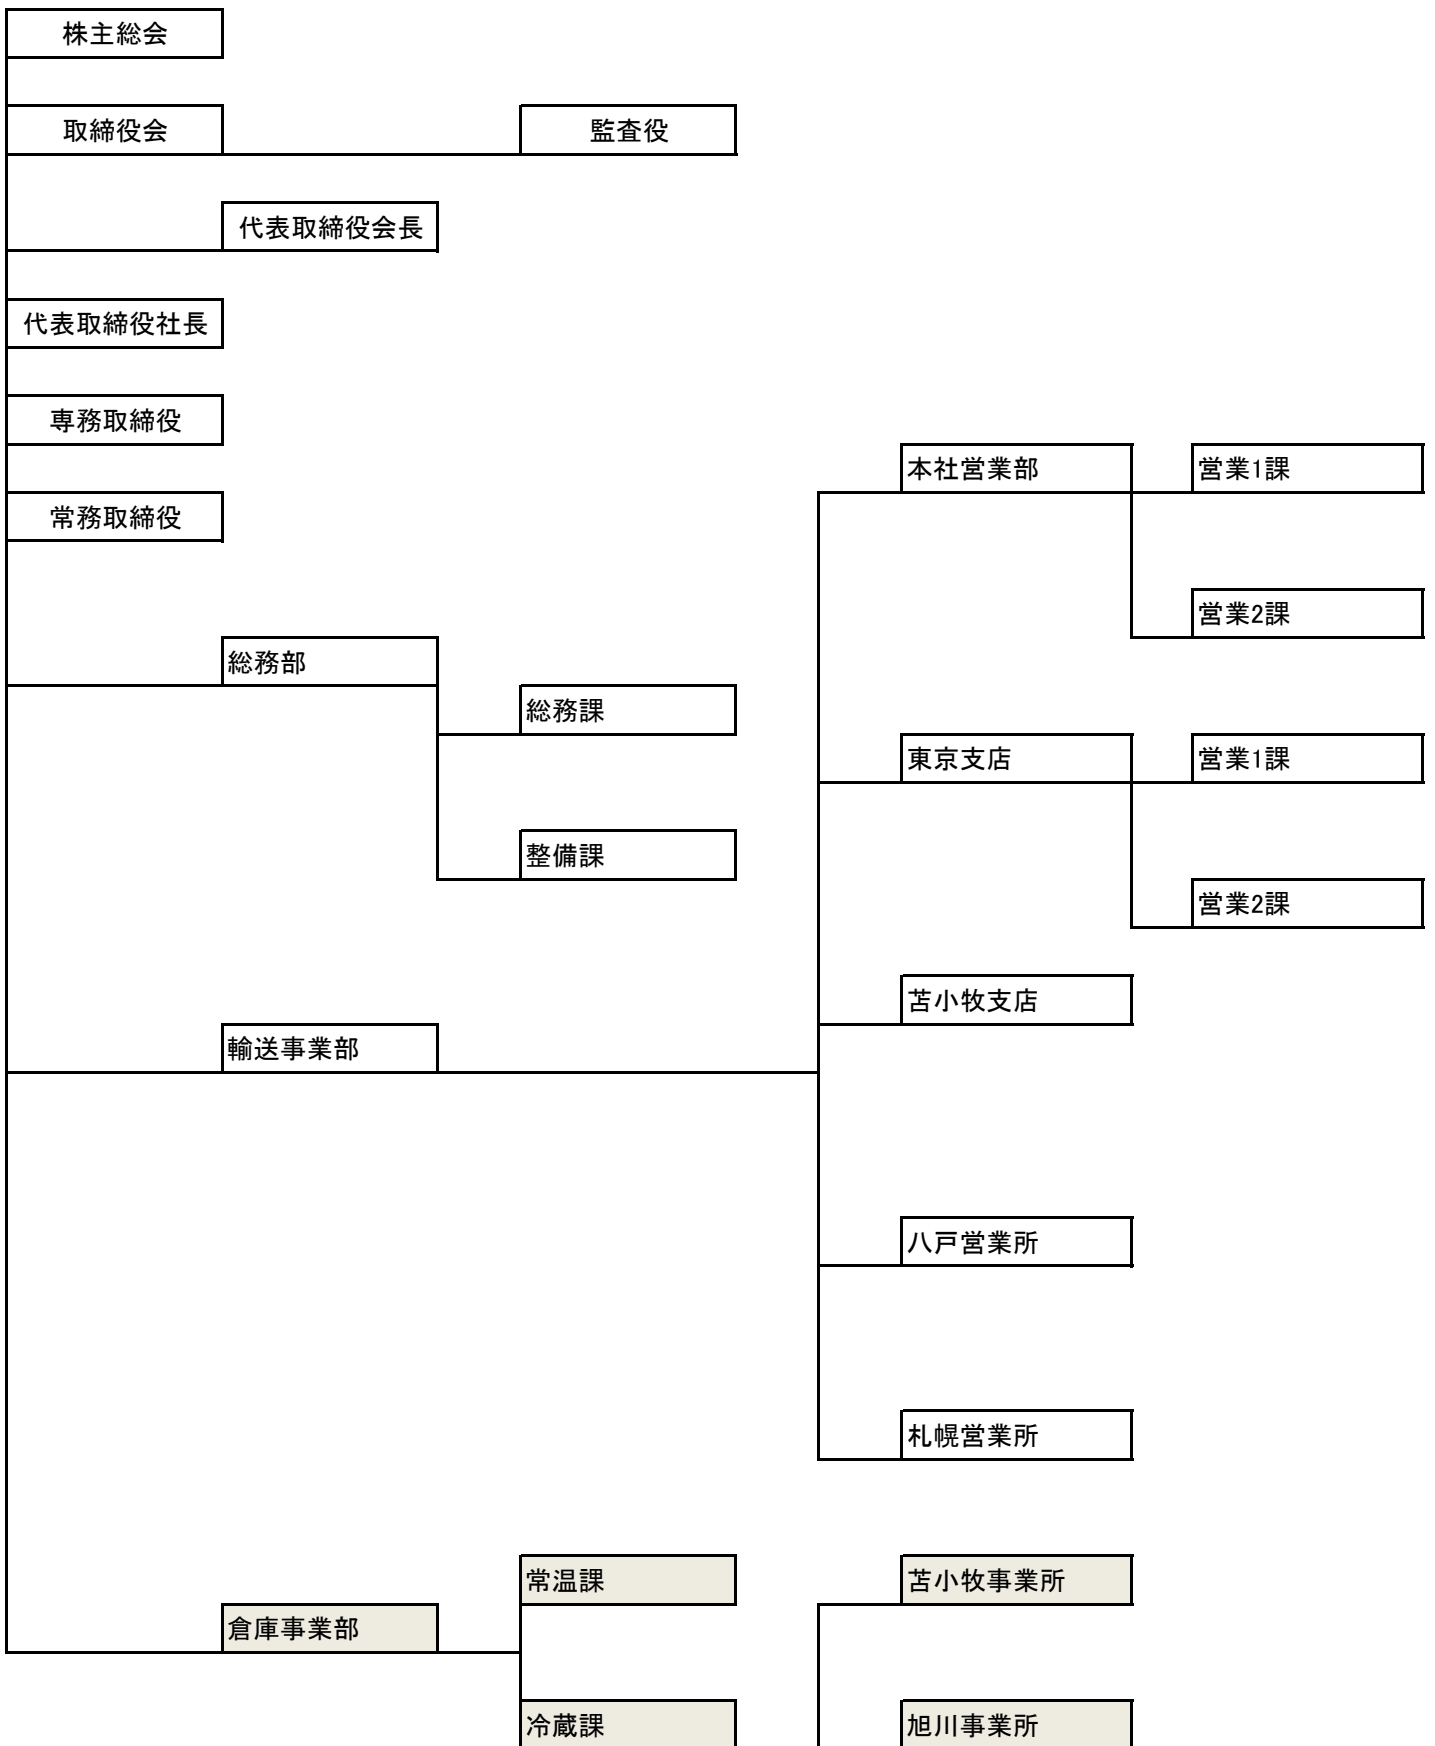 株主総会
取締役会
監査役
代表取締役会長
代表取締役社長
専務取締役
常務取締役
本社営業部
営業1課
営業2課
総務部
総務課
整備課
東京支店
営業1課
営業2課
苫小牧支店
輸送事業部
八戸営業所
札幌営業所
常温課
苫小牧事業所
倉庫事業部
冷蔵課
旭川事業所